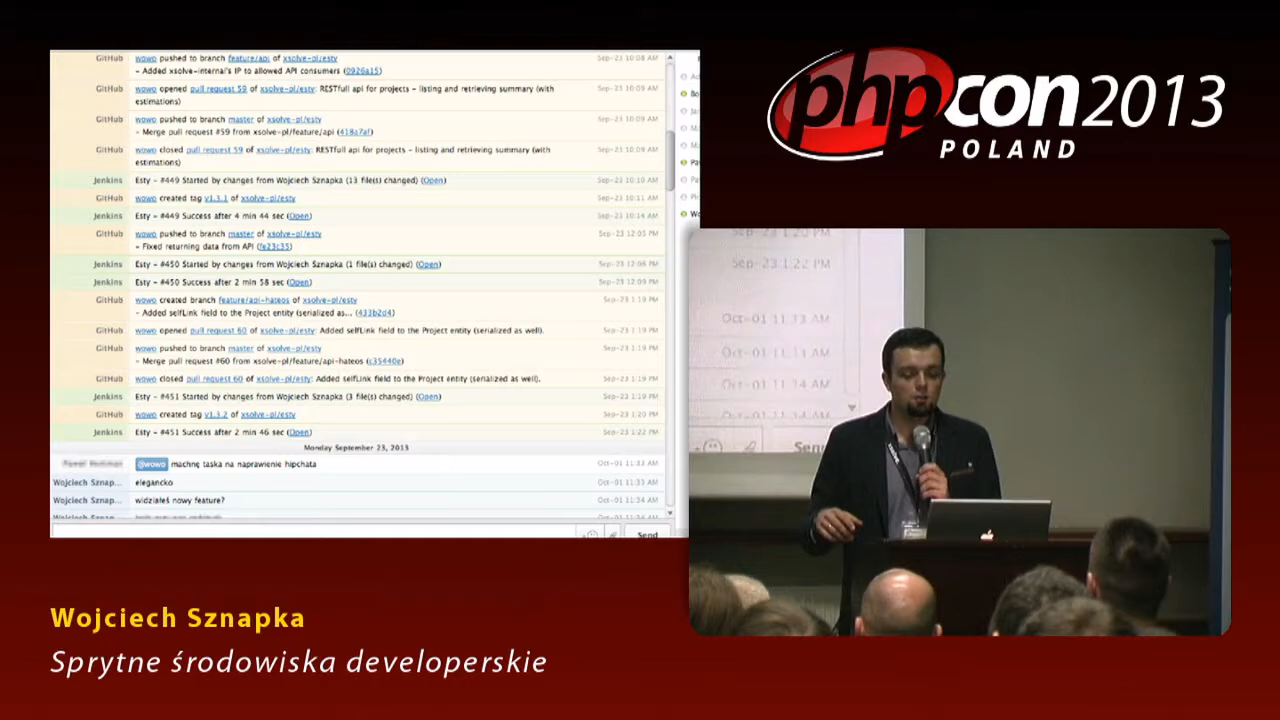 GitHub wowo pushed to branch feature/api of xsolve-pl/esty Sep-23 10:08 AM
- Added xsolve-internal's IP to allowed API consumers (0926a15)
GitHub wowo opened pull request 59 of xsolve-pl/esty: RESTfull api for projects - listing and retrieving summary (with Sep-23 10:09 AM
estimations)
GitHub wowo pushed to branch master of xsolve-pl/esty Sep-23 10:09 AM
- Merge pull request #59 from xsolve-pl/feature/api (418a7af)
GitHub wowo closed pull request 59 of xsolve-pl/esty: RESTfull api for projects - listing and retrieving summary (with Sep-23 10:09 AM
estimations)
Jenkins Esty - #449 Started by changes from Wojciech Sznapka (13 file(s) changed) (Open) Sep-23 10:10 AM
GitHub wowo created tag v1.3.1 of xsolve-pl/esty Sep-23 10:11 AM
Jenkins Esty - #449 Success after 4 min 44 sec (Open) Sep-23 10:14 AM
GitHub wowo pushed to branch master of xsolve-pl/esty Sep-23 12:05 PM
- Fixed returning data from API (fe23c35)
Jenkins Esty - #450 Started by changes from Wojciech Sznapka (1 file(s) changed) (Open) Sep-23 12:06 PM
Jenkins Esty - #450 Success after 2 min 58 sec (Open) Sep-23 12:09 PM
GitHub wowo created branch feature/api-hateos of xsolve-pl/esty Sep-23 1:19 PM
- Added selfLink field to the Project entity (serialized as... (433b2d4)
GitHub wowo opened pull request 60 of xsolve-pl/esty: Added selfLink field to the Project entity (serialized as well). Sep-23 1:19 PM
GitHub wowo pushed to branch master of xsolve-pl/esty Sep-23 1:19 PM
- Merge pull request #60 from xsolve-pl/feature/api-hateos (c35440e)
GitHub wowo closed pull request 60 of xsolve-pl/esty: Added selfLink field to the Project entity (serialized as well). Sep-23 1:19 PM
Jenkins Esty - #451 Started by changes from Wojciech Sznapka (3 file(s) changed) (Open) Sep-23 1:19 PM
GitHub wowo created tag v1.3.2 of xsolve-pl/esty Sep-23 1:20 PM
Jenkins Esty - #451 Success after 2 min 46 sec (Open) Sep-23 1:22 PM
Monday September 23, 2013
@wowo machnę taska na naprawienie hipchata Oct-01 11:33 AM
Wojciech Sznap... elegancko Oct-01 11:33 AM
Wojciech Sznap... widziałeś nowy feature? Oct-01 11:34 AM
Send
phpcon 2013
POLAND
Sep-23 1:20 PM
Sep-23 1:22 PM
Oct-01 11:33 AM
Oct-01 11:33 AM
Oct-01 11:34 AM
Wojciech Sznapka
Sprytne środowiska developerskie